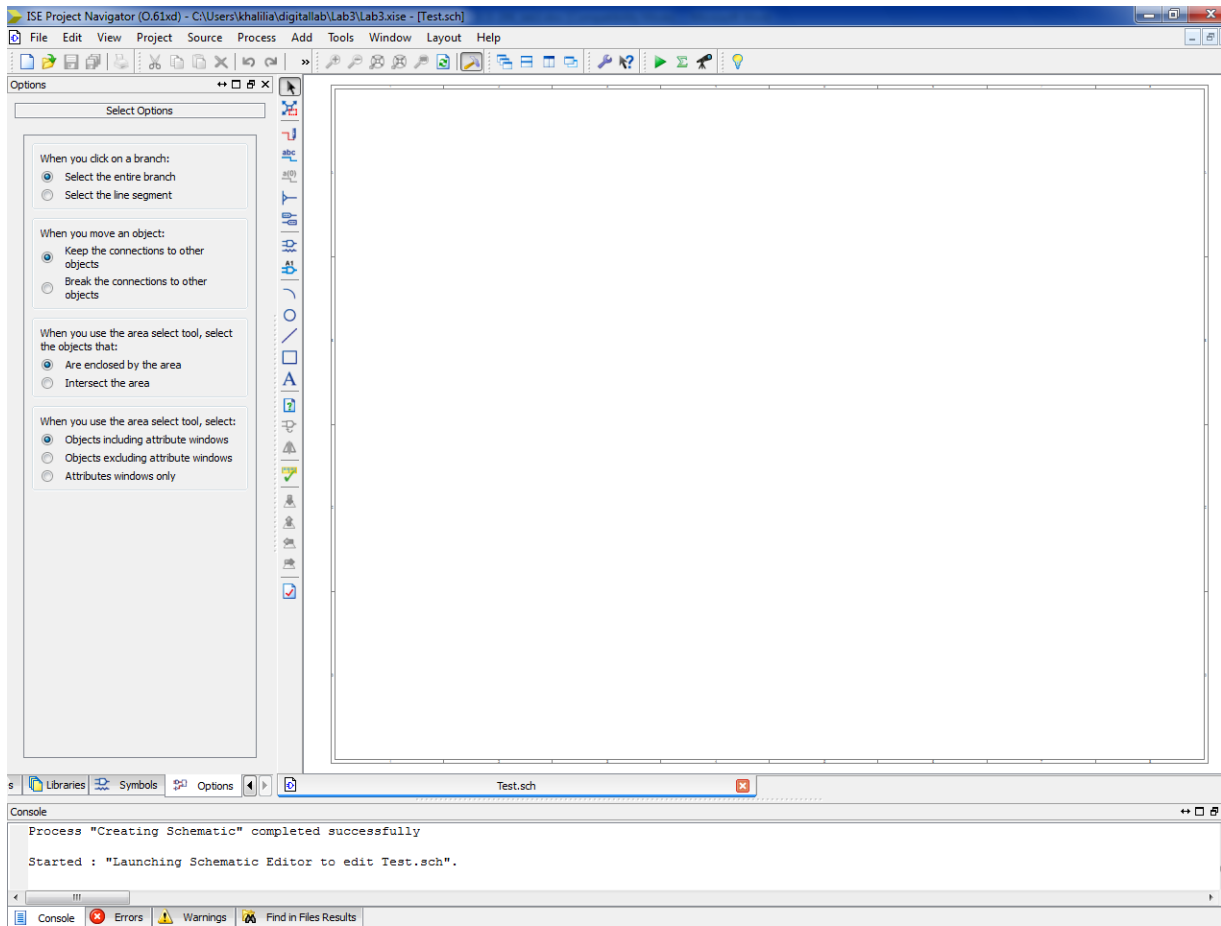 ISE Project Navigator (O.61xd) - C:\Users\khalilia\digitallab\Lab3\Lab3.xise - [Test.sch]
File Edit View Project Source Process Add Tools Window Layout Help
Options
Select Options
When you click on a branch:
Select the entire branch
Select the line segment
When you move an object:
Keep the connections to other
objects
Break the connections to other
objects
When you use the area select tool, select
the objects that:
Are enclosed by the area
Intersect the area
When you use the area select tool, select:
Objects including attribute windows
Objects excluding attribute windows
Attributes windows only
abc
a(0)
A1
A
s Libraries Symbols Options
Test.sch
Console
Process "Creating Schematic" completed successfully
Started : "Launching Schematic Editor to edit Test.sch".
Console Errors Warnings Find in Files Results